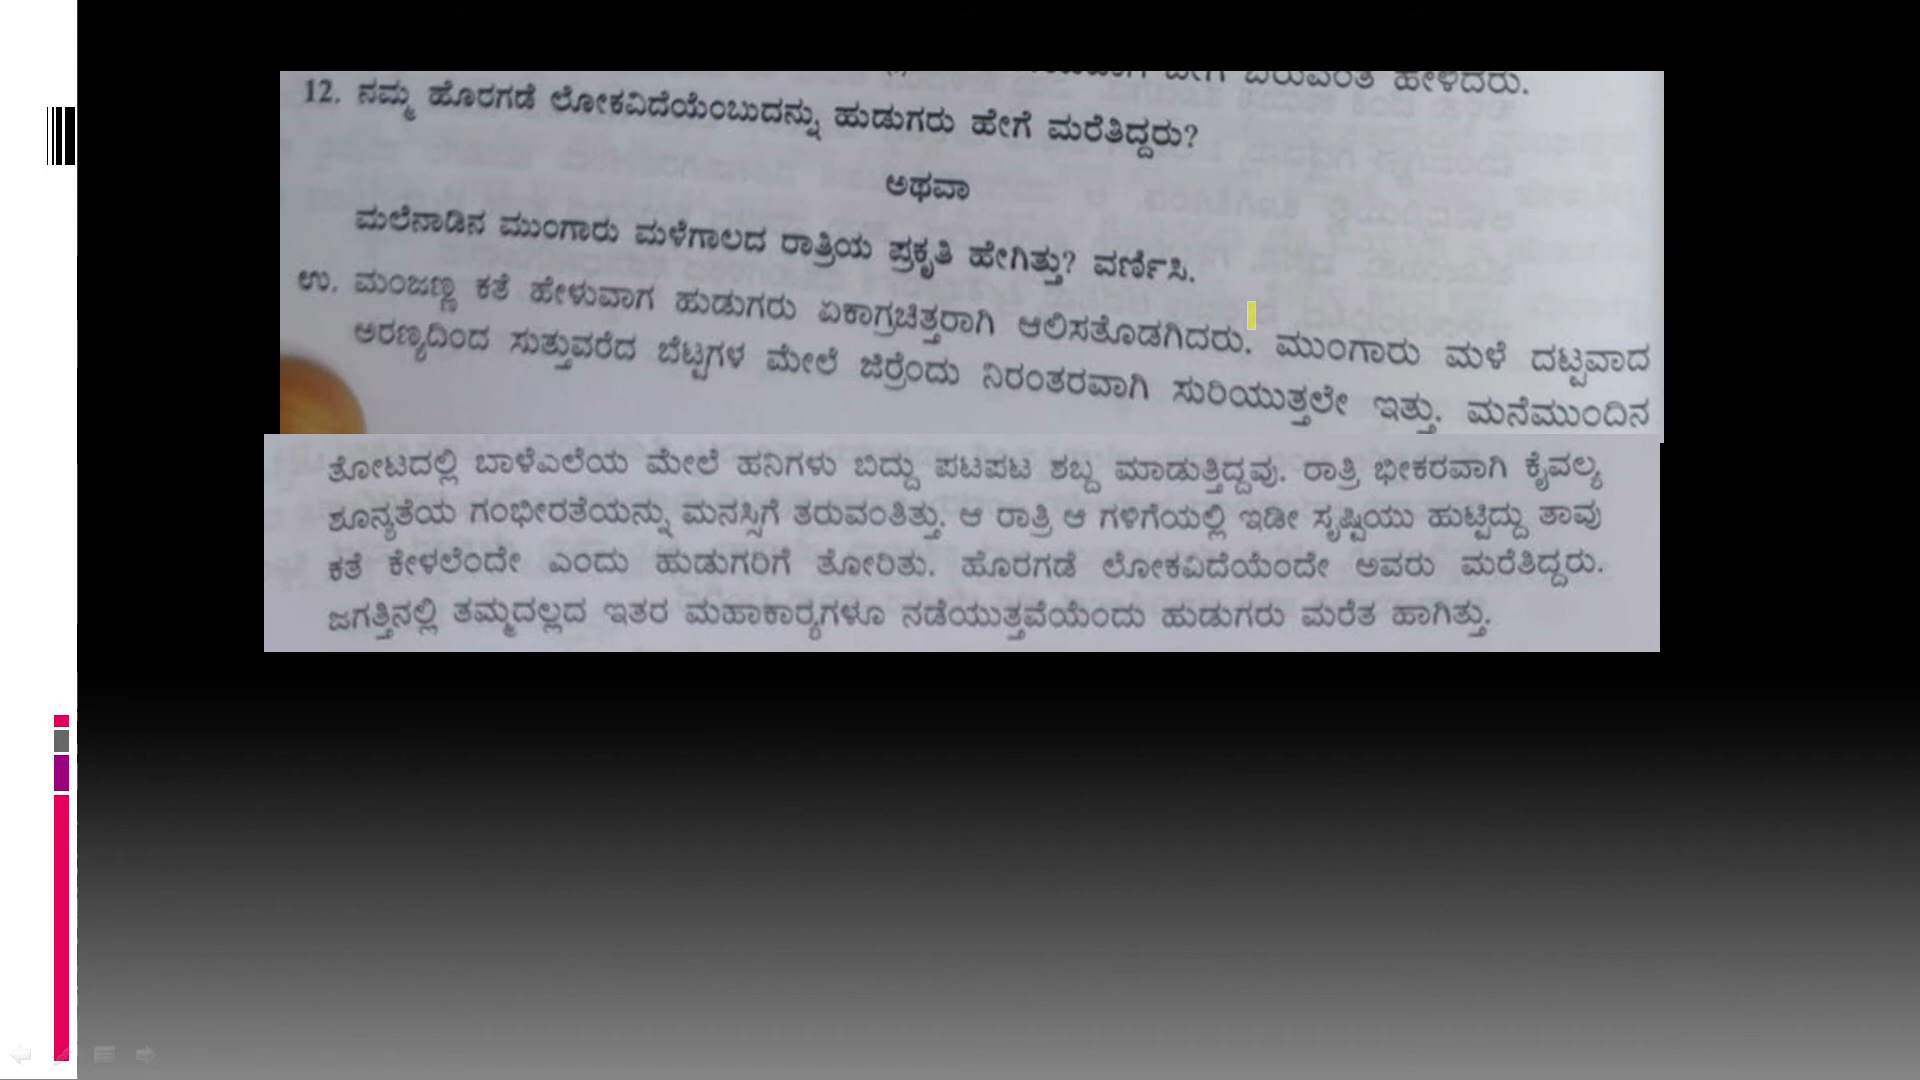 ಬರುವಂತೆ ಹೇಳಿದರು.
12. ನಮ್ಮ ಹೊರಗಡೆ ಲೋಕವಿದೆಯೆಂಬುದನ್ನು ಹುಡುಗರು ಹೇಗೆ ಮರೆತಿದ್ದರು?
ಅಥವಾ
ಮಲೆನಾಡಿನ ಮುಂಗಾರು ಮಳೆಗಾಲದ ರಾತ್ರಿಯ ಪ್ರಕೃತಿ ಹೇಗಿತ್ತು? ವರ್ಣಿಸಿ.
ಉ. ಮಂಜಣ್ಣ ಕತೆ ಹೇಳುವಾಗ ಹುಡುಗರು ಏಕಾಗ್ರಚಿತ್ತರಾಗಿ ಆಲಿಸತೊಡಗಿದರು. ಮುಂಗಾರು ಮಳೆ ದಟ್ಟವಾದ
ಅರಣ್ಯದಿಂದ ಸುತ್ತುವರೆದ ಬೆಟ್ಟಗಳ ಮೇಲೆ ಜಿರ್ರೆಂದು ನಿರಂತರವಾಗಿ ಸುರಿಯುತ್ತಲೇ ಇತ್ತು. ಮನೆಮುಂದಿನ
ತೋಟದಲ್ಲಿ ಬಾಳೆಎಲೆಯ ಮೇಲೆ ಹನಿಗಳು ಬಿದ್ದು ಪಟಪಟ ಶಬ್ದ ಮಾಡುತ್ತಿದ್ದವು. ರಾತ್ರಿ ಭೀಕರವಾಗಿ ಕೈವಲ್ಯ
ಶೂನ್ಯತೆಯ ಗಂಭೀರತೆಯನ್ನು ಮನಸ್ಸಿಗೆ ತರುವಂತಿತ್ತು. ಆ ರಾತ್ರಿ ಆ ಗಳಿಗೆಯಲ್ಲಿ ಇಡೀ ಸೃಷ್ಟಿಯು ಹುಟ್ಟಿದ್ದು ತಾವು
ಕತೆ ಕೇಳಲೆಂದೇ ಎಂದು ಹುಡುಗರಿಗೆ ತೋರಿತು. ಹೊರಗಡೆ ಲೋಕವಿದೆಯೆಂದೇ ಅವರು ಮರೆತಿದ್ದರು.
ಜಗತ್ತಿನಲ್ಲಿ ತಮ್ಮದಲ್ಲದ ಇತರ ಮಹಾಕಾರ‍್ಯಗಳೂ ನಡೆಯುತ್ತವೆಯೆಂದು ಹುಡುಗರು ಮರೆತ ಹಾಗಿತ್ತು.